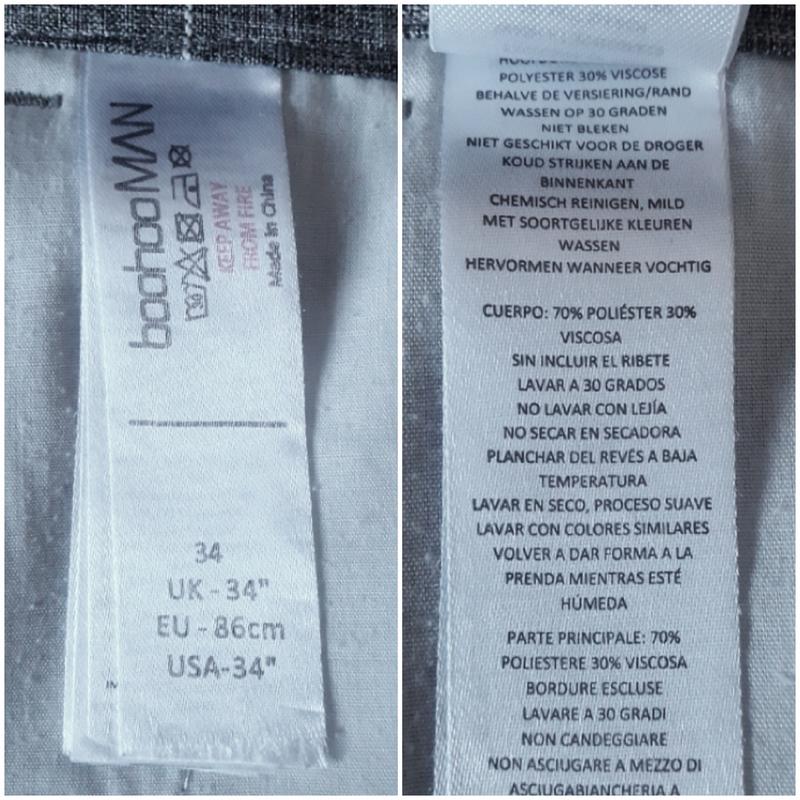 boohooMAN
30
KEEP AWAY
FROM FIRE
Made In China
34
UK - 34"
EU - 86cm
USA-34"
POLYESTER 30% VISCOSE
BEHALVE DE VERSIERING/RAND
WASSEN OP 30 GRADEN
NIET BLEKEN
NIET GESCHIKT VOOR DE DROGER
KOUD STRIJKEN AAN DE
BINNENKANT
CHEMISCH REINIGEN, MILD
MET SOORTGELIJKE KLEUREN
WASSEN
HERVORMEN WANNEER VOCHTIG
CUERPO: 70% POLIÉSTER 30%
VISCOSA
SIN INCLUIR EL RIBETE
LAVAR A 30 GRADOS
NO LAVAR CON LEJÍA
NO SECAR EN SECADORA
PLANCHAR DEL REVÉS A BAJA
TEMPERATURA
LAVAR EN SECO, PROCESO SUAVE
LAVAR CON COLORES SIMILARES
VOLVER A DAR FORMA A LA
PRENDA MIENTRAS ESTÉ
HÚMEDA
PARTE PRINCIPALE: 70%
POLIESTERE 30% VISCOSA
BORDURE ESCLUSE
LAVARE A 30 GRADI
NON CANDEGGIARE
NON ASCIUGARE A MEZZO DI
ASCIUGABIANCHERIA A